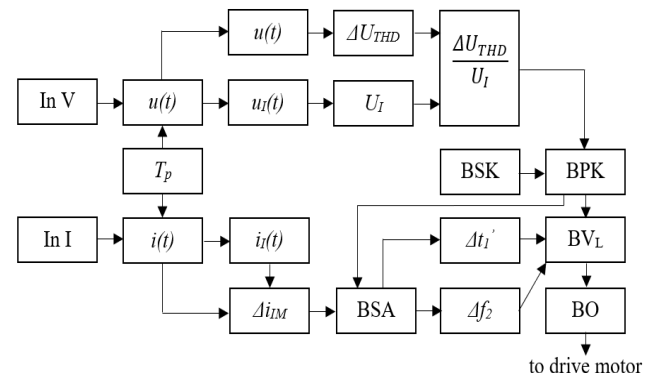 u(t)
ΔU_THD
ΔU_THD
U_I
In V
u(t)
u_I(t)
U_I
T_p
BSK
BPK
In I
i(t)
i_I(t)
Δt_1’
BV_L
Δi_IM
BSA
Δf_2
BO
to drive motor